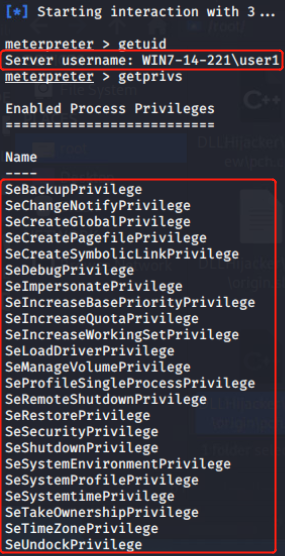 [*] Starting interaction with 3...
meterpreter > getuid
Server username: WIN7-14-221\user1
meterpreter > getprivs
Enabled Process Privileges
==========================
Name
----
SeBackupPrivilege
SeChangeNotifyPrivilege
SeCreateGlobalPrivilege
SeCreatePagefilePrivilege
SeCreateSymbolicLinkPrivilege
SeDebugPrivilege
SeImpersonatePrivilege
SeIncreaseBasePriorityPrivilege
SeIncreaseQuotaPrivilege
SeIncreaseWorkingSetPrivilege
SeLoadDriverPrivilege
SeManageVolumePrivilege
SeProfileSingleProcessPrivilege
SeRemoteShutdownPrivilege
SeRestorePrivilege
SeSecurityPrivilege
SeShutdownPrivilege
SeSystemEnvironmentPrivilege
SeSystemProfilePrivilege
SeSystemtimePrivilege
SeTakeOwnershipPrivilege
SeTimeZonePrivilege
SeUndockPrivilege